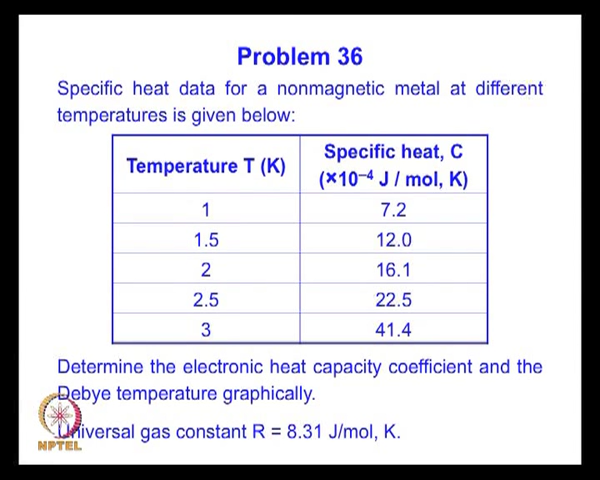 Problem 36
Specific heat data for a nonmagnetic metal at different
temperatures is given below:
Temperature T (K) Specific heat, C
(×10⁻⁴ J / mol, K)
1 7.2
1.5 12.0
2 16.1
2.5 22.5
3 41.4
Determine the electronic heat capacity coefficient and the
Debye temperature graphically.
Universal gas constant R = 8.31 J/mol, K.
NPTEL